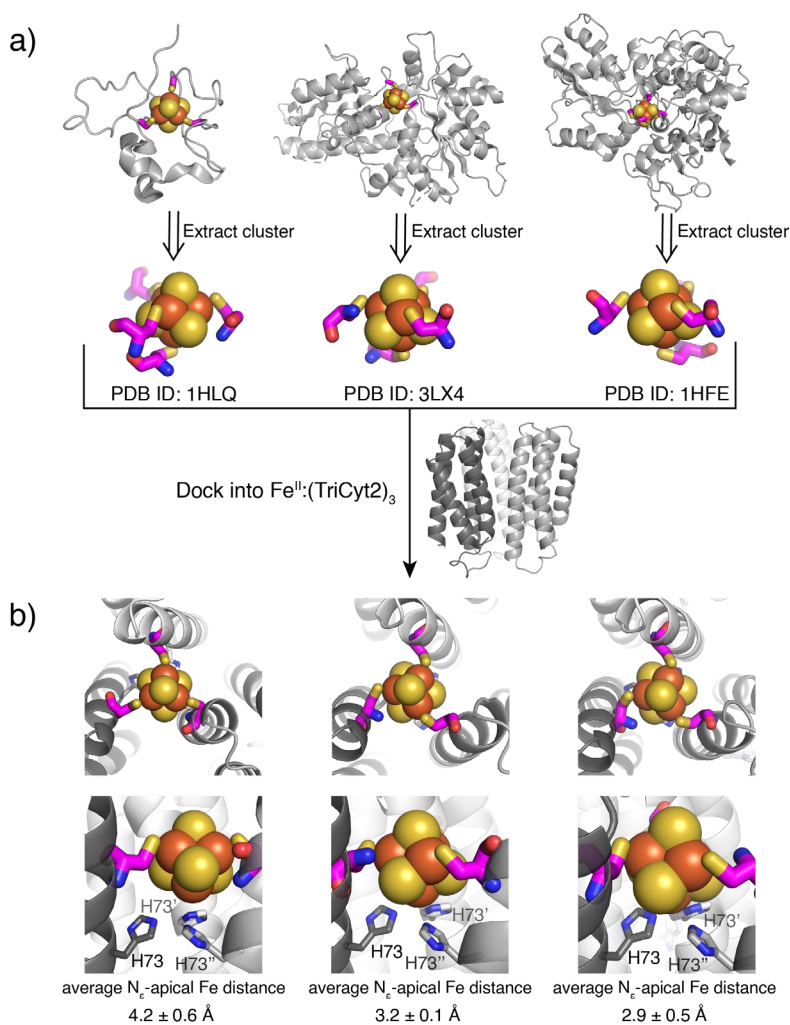 a)
Extract cluster
Extract cluster
Extract cluster
PDB ID: 1HLQ
PDB ID: 3LX4
PDB ID: 1HFE
Dock into Feᴵᴵ:(TriCyt2)₃
b)
H73'
H73
H73''
H73'
H73
H73''
H73'
H73
H73''
average Nε-apical Fe distance
4.2 ± 0.6 Å
average Nε-apical Fe distance
3.2 ± 0.1 Å
average Nε-apical Fe distance
2.9 ± 0.5 Å